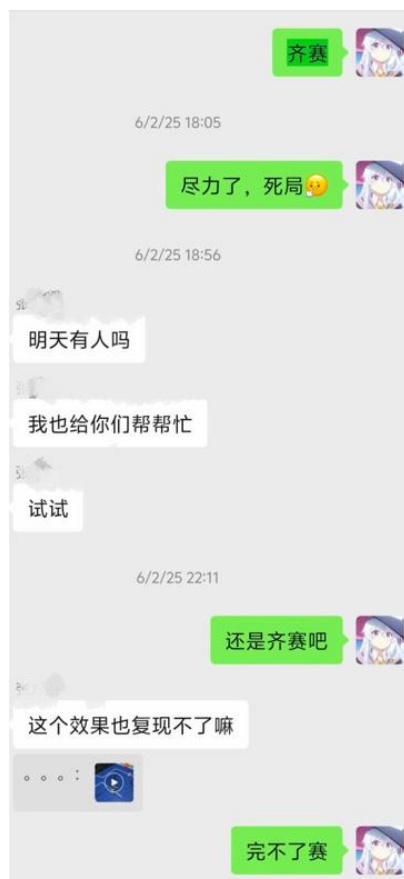 齐赛
6/2/25 18:05
尽力了，死局
6/2/25 18:56
明天有人吗
我也给你们帮帮忙
试试
6/2/25 22:11
还是齐赛吧
这个效果也复现不了嘛
。。。：
完不了赛